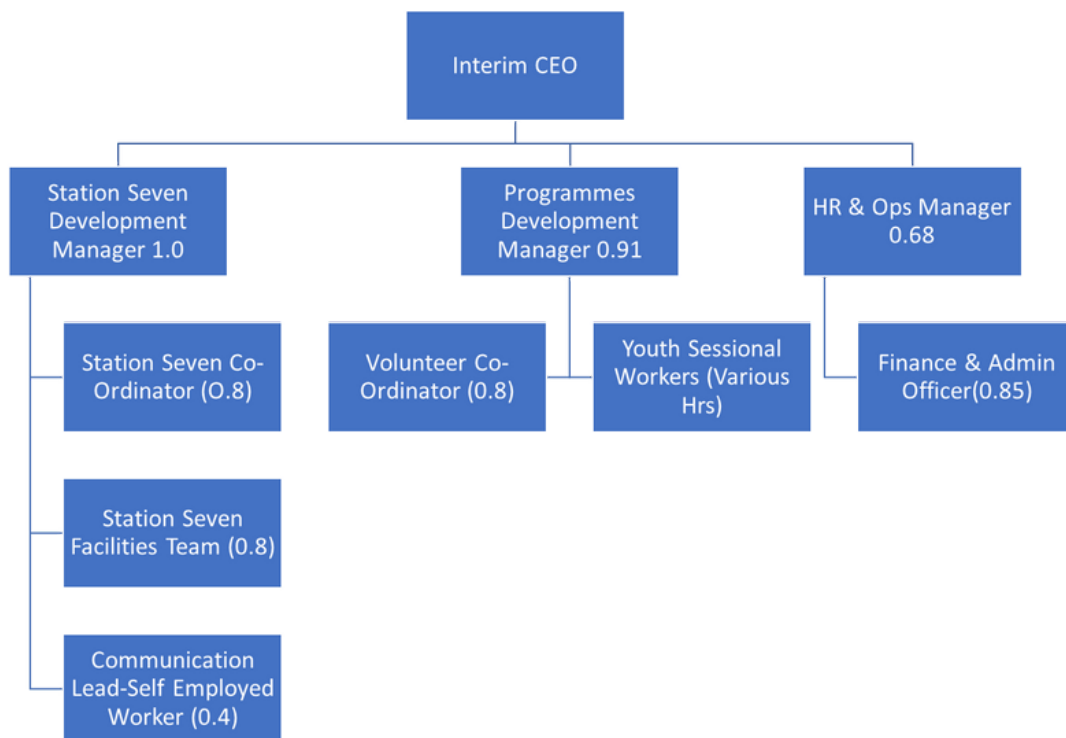 Interim CEO
Station Seven
Development
Manager 1.0
Programmes
Development
Manager 0.91
HR & Ops Manager
0.68
Station Seven Co-
Ordinator (O.8)
Volunteer Co-
Ordinator (0.8)
Youth Sessional
Workers (Various
Hrs)
Finance & Admin
Officer(0.85)
Station Seven
Facilities Team (0.8)
Communication
Lead-Self Employed
Worker (0.4)